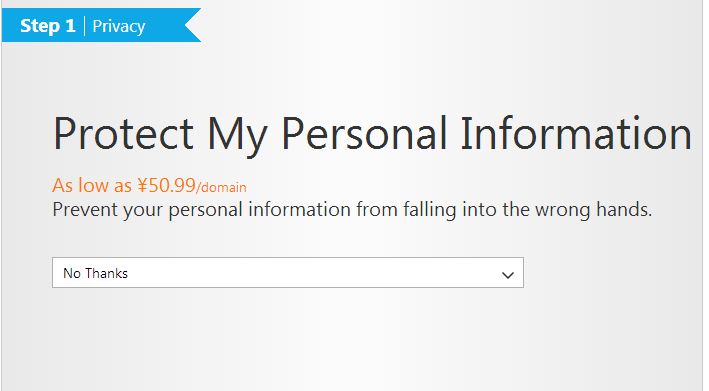 Step 1 | Privacy
Protect My Personal Information
As low as ¥50.99/domain
Prevent your personal information from falling into the wrong hands.
No Thanks